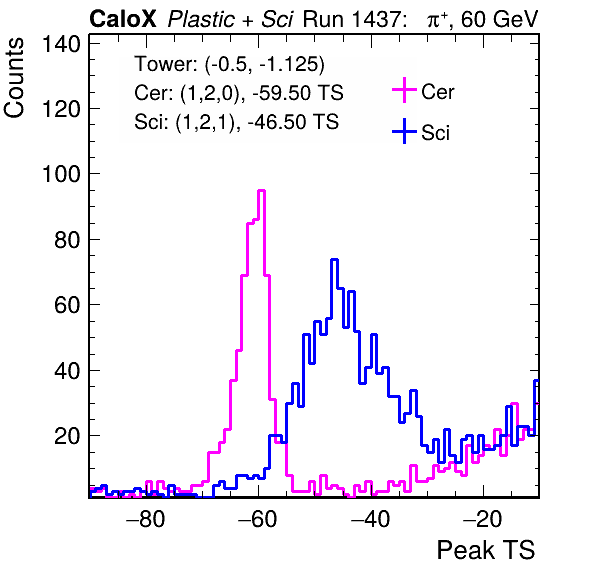 CaloX Plastic + Sci Run 1437: π⁺, 60 GeV
Counts
140
120
100
80
60
40
20
Tower: (-0.5, -1.125)
Cer: (1,2,0), -59.50 TS
Sci: (1,2,1), -46.50 TS
Cer
Sci
−80 −60 −40 −20
Peak TS